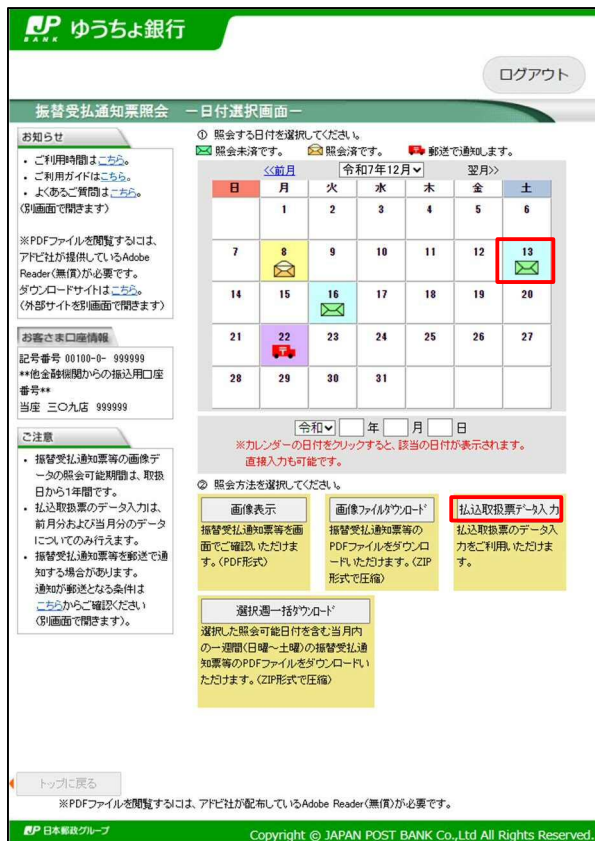 JP BANK ゆうちょ銀行
ログアウト
振替受払通知票照会 －日付選択画面－
お知らせ
・ ご利用時間はこちら。
・ ご利用ガイドはこちら。
・ よくあるご質問はこちら。
(別画面で開きます)
※PDFファイルを閲覧するには、
アドビ社が提供しているAdobe
Reader(無償)が必要です。
ダウンロードサイトはこちら。
(外部サイトを別画面で開きます)
お客さま口座情報
記号番号 00100-0- 999999
**他金融機関からの振込用口座
番号**
当座 三〇九店 999999
ご注意
・ 振替受払通知票等の画像デ
ータの照会可能期間は、取扱
日から1年間です。
・ 払込取扱票のデータ入力は、
前月分および当月分のデータ
についてのみ行えます。
・ 振替受払通知票等を郵送で通
知する場合があります。
通知が郵送となる条件は
こちらからご確認ください
(別画面で開きます)。
① 照会する日付を選択してください。
照会未済です。 照会済です。 郵送で通知します。
<<前月 令和7年12月 翌月>>
日 月 火 水 木 金 土
1 2 3 4 5 6
7 8 9 10 11 12 13
14 15 16 17 18 19 20
21 22 23 24 25 26 27
28 29 30 31
令和 年 月 日
※カレンダーの日付をクリックすると、該当の日付が表示されます。
直接入力も可能です。
② 照会方法を選択してください。
画像表示
振替受払通知票等を画
面でご確認いただけま
す。(PDF形式)
画像ファイルダウンロード
振替受払通知票等の
PDFファイルをダウンロ
ードいただけます。(ZIP
形式で圧縮)
払込取扱票データ入力
払込取扱票のデータ入
力をご利用いただけま
す。
選択週一括ダウンロード
選択した照会可能日付を含む当月内
の一週間(日曜～土曜)の振替受払通
知票等のPDFファイルをダウンロードい
ただけます。(ZIP形式で圧縮)
トップに戻る
※PDFファイルを閲覧するには、アドビ社が配布しているAdobe Reader(無償)が必要です。
JP 日本郵政グループ
Copyright © JAPAN POST BANK Co.,Ltd All Rights Reserved.